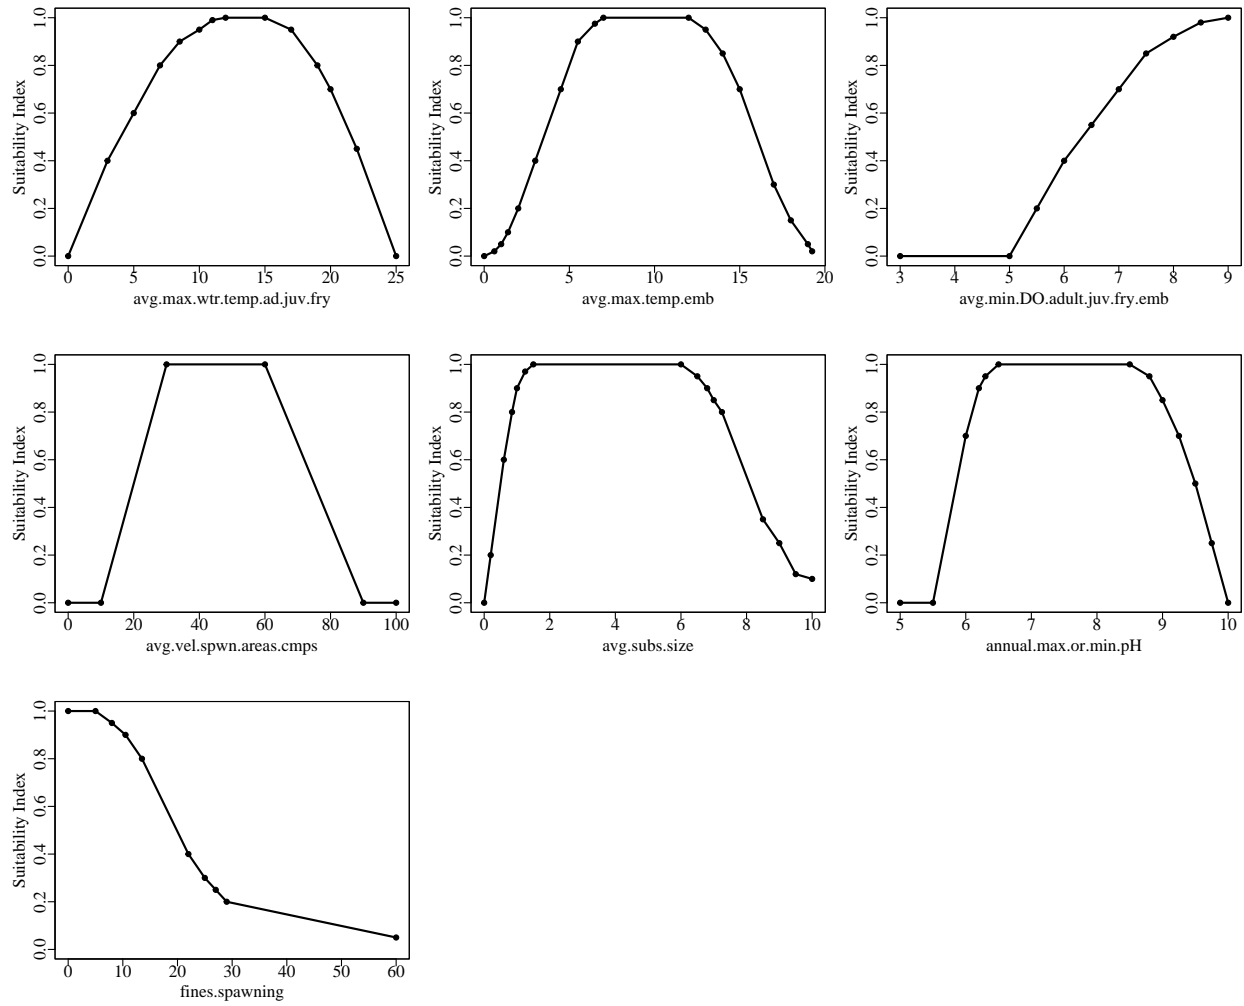 Suitability Index
0.0 0.2 0.4 0.6 0.8 1.0
0 5 10 15 20 25
avg.max.wtr.temp.ad.juv.fry
Suitability Index
0.0 0.2 0.4 0.6 0.8 1.0
0 5 10 15 20
avg.max.temp.emb
Suitability Index
0.0 0.2 0.4 0.6 0.8 1.0
3 4 5 6 7 8 9
avg.min.DO.adult.juv.fry.emb
Suitability Index
0.0 0.2 0.4 0.6 0.8 1.0
0 20 40 60 80 100
avg.vel.spwn.areas.cmps
Suitability Index
0.0 0.2 0.4 0.6 0.8 1.0
0 2 4 6 8 10
avg.subs.size
Suitability Index
0.0 0.2 0.4 0.6 0.8 1.0
5 6 7 8 9 10
annual.max.or.min.pH
Suitability Index
0.0 0.2 0.4 0.6 0.8 1.0
0 10 20 30 40 50 60
fines.spawning